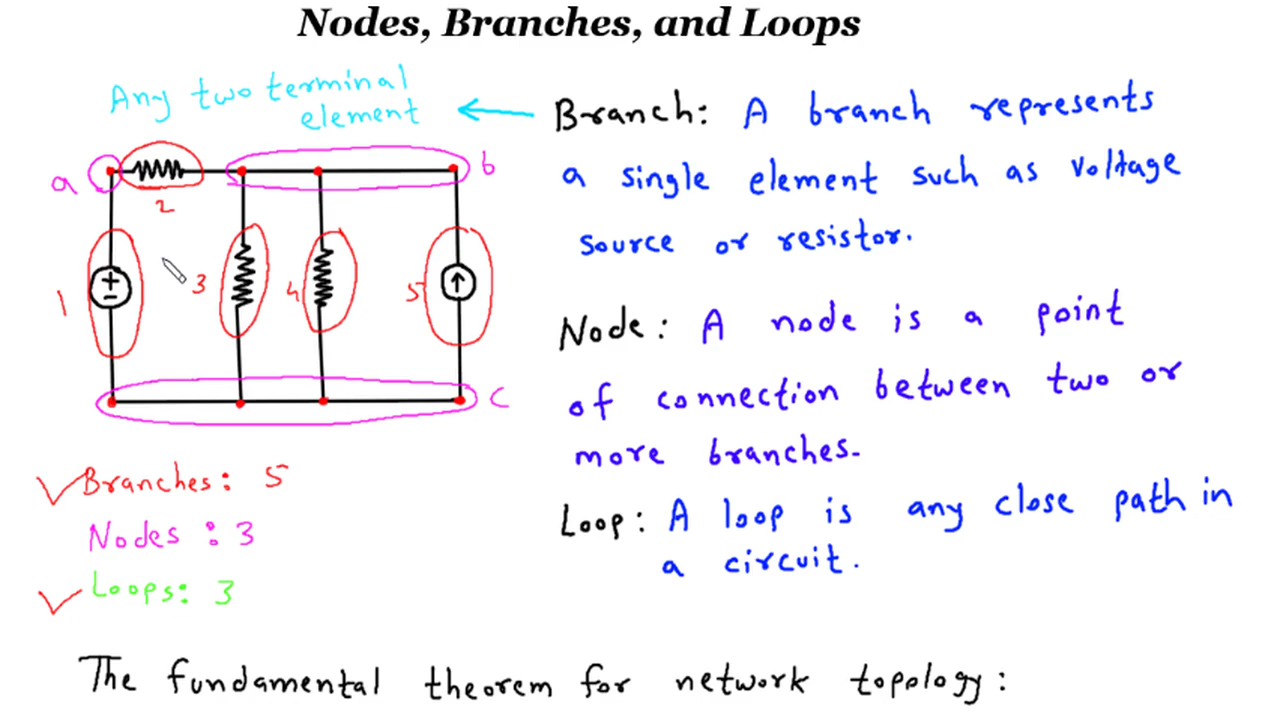 Nodes, Branches, and Loops
Any two terminal
element
Branch: A branch represents
a single element such as voltage
source or resistor.
a
b
2
1
3
4
5
c
Node: A node is a point
of connection between two or
more branches.
Loop: A loop is any close path in
a circuit.
Branches: 5
Nodes : 3
Loops: 3
The fundamental theorem for network topology: